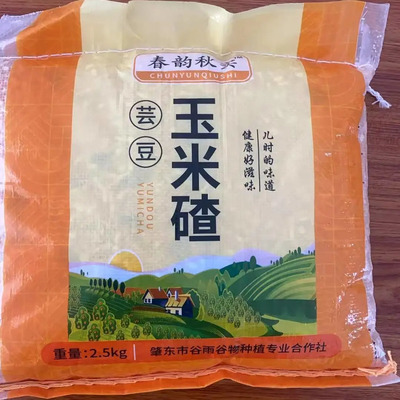 春韵秋实
CHUNYUNQIUSHI
芸豆
玉米碴
YUNDOU
YUMICHA
儿时的味道
健康好滋味
重量：2.5kg
肇东市谷雨谷物种植专业合作社